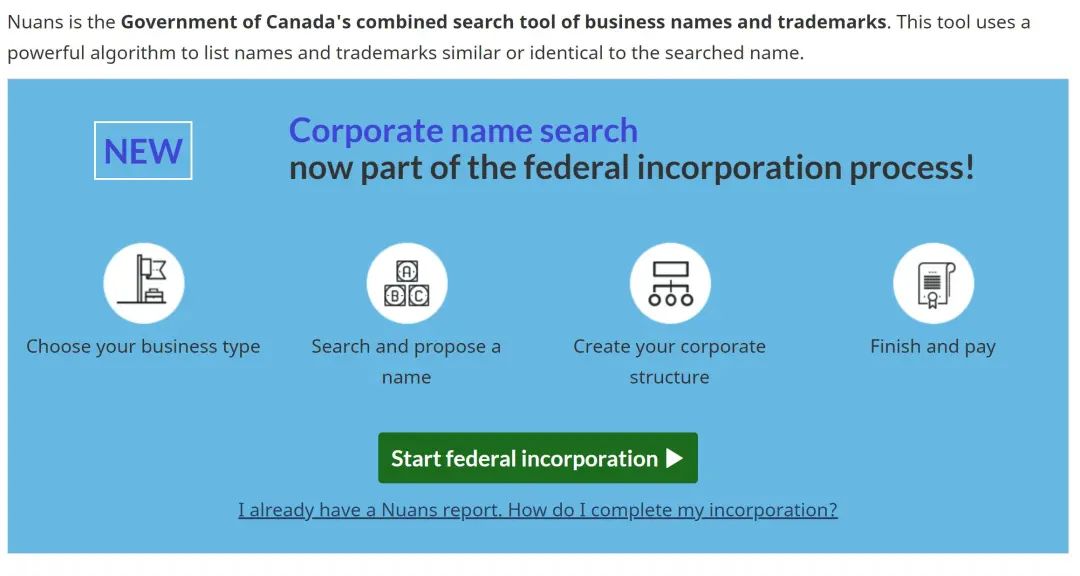 Nuans is the Government of Canada's combined search tool of business names and trademarks. This tool uses a
powerful algorithm to list names and trademarks similar or identical to the searched name.
NEW
Corporate name search
now part of the federal incorporation process!
A
B C
Choose your business type
Search and propose a
name
Create your corporate
structure
Finish and pay
Start federal incorporation
I already have a Nuans report. How do I complete my incorporation?